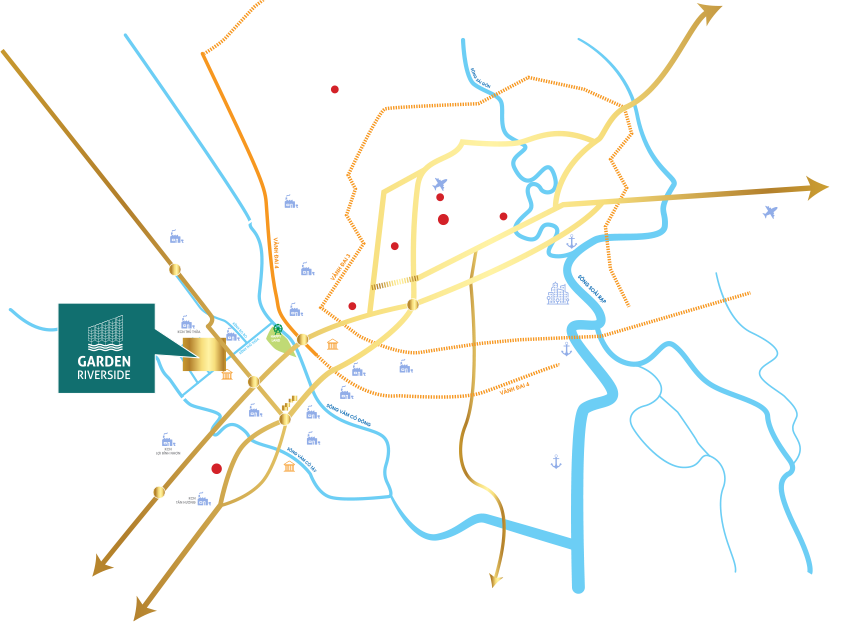 SÔNG SÀI GÒN
VÀNH ĐAI 4
VÀNH ĐAI 3
SÔNG SOÀI RẠP
GARDEN
RIVERSIDE
VÀNH ĐAI 4
SÔNG VÀM CỎ ĐÔNG
SÔNG VÀM CỎ TÂY